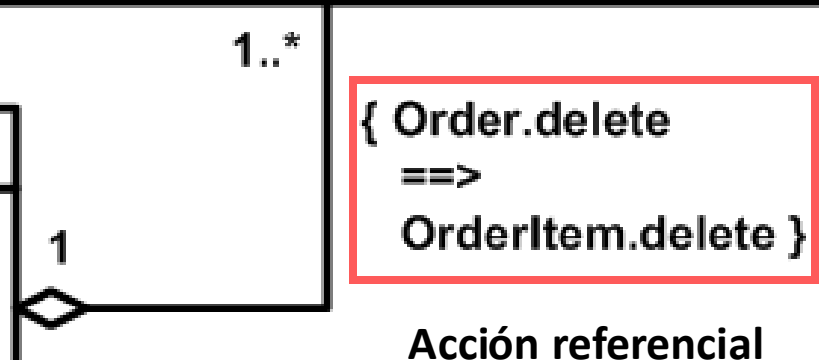 1..*
{ Order.delete
==>
OrderItem.delete }
1
Acción referencial